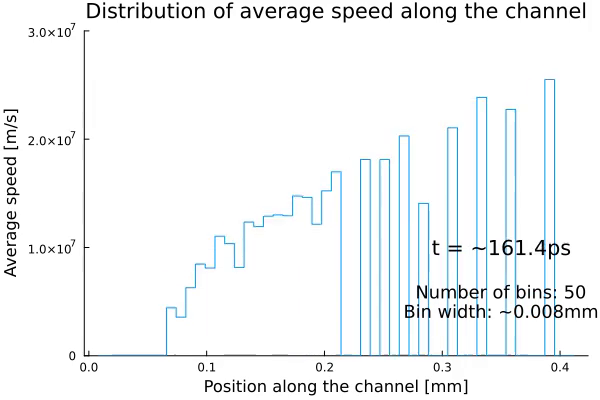 Distribution of average speed along the channel
3.0×10⁷
2.0×10⁷
1.0×10⁷
0
Average speed [m/s]
t = ~161.4ps
Number of bins: 50
Bin width: ~0.008mm
0.0 0.1 0.2 0.3 0.4
Position along the channel [mm]